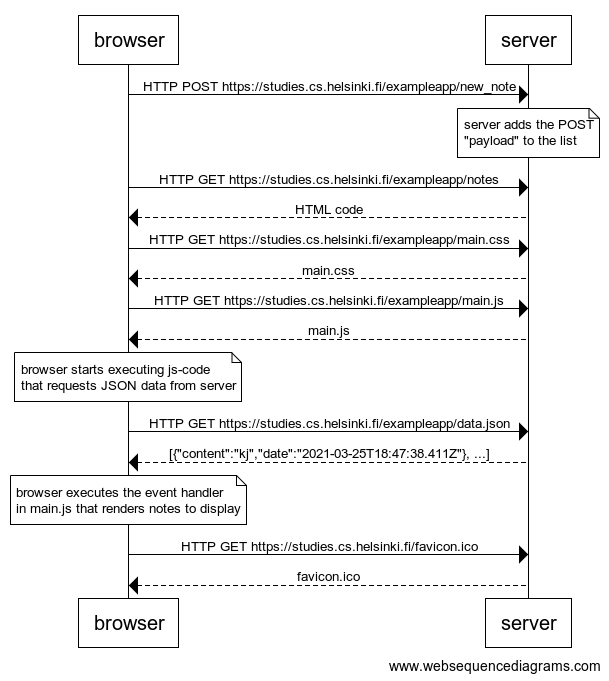 browser
server
HTTP POST https://studies.cs.helsinki.fi/exampleapp/new_note
server adds the POST
"payload" to the list
HTTP GET https://studies.cs.helsinki.fi/exampleapp/notes
HTML code
HTTP GET https://studies.cs.helsinki.fi/exampleapp/main.css
main.css
HTTP GET https://studies.cs.helsinki.fi/exampleapp/main.js
main.js
browser starts executing js-code
that requests JSON data from server
HTTP GET https://studies.cs.helsinki.fi/exampleapp/data.json
[{"content":"kj","date":"2021-03-25T18:47:38.411Z"}, ...]
browser executes the event handler
in main.js that renders notes to display
HTTP GET https://studies.cs.helsinki.fi/favicon.ico
favicon.ico
browser
server
www.websequencediagrams.com